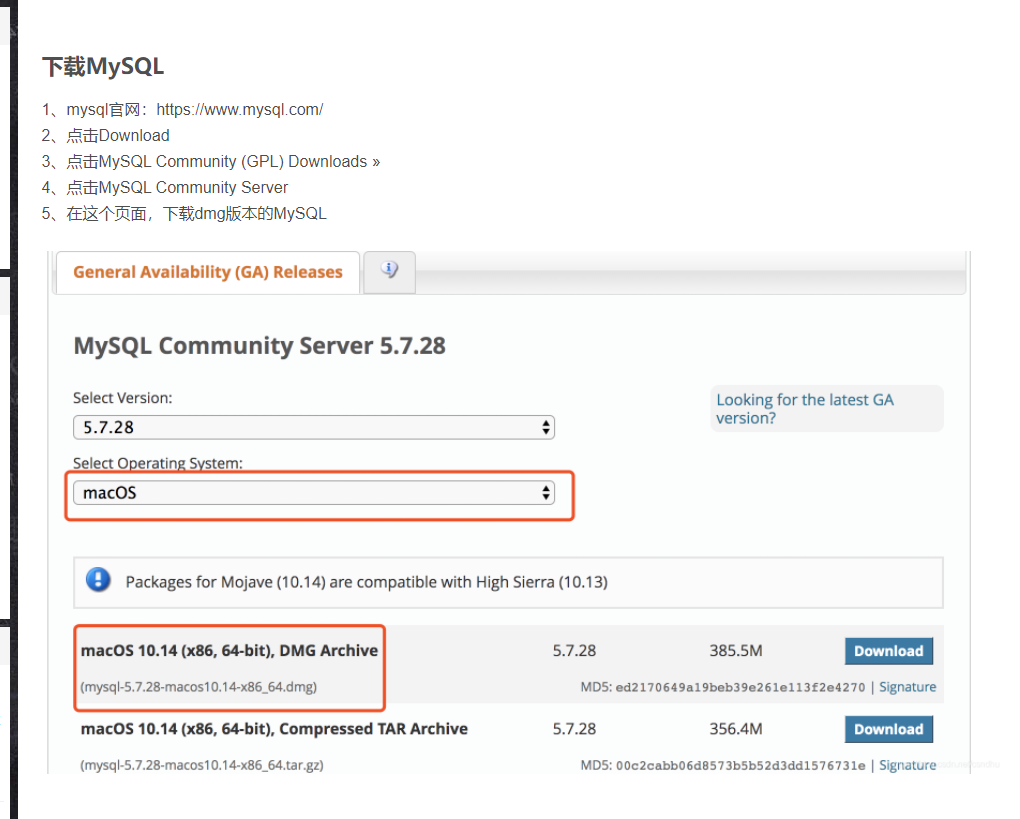 下载MySQL
1、mysql官网：https://www.mysql.com/
2、点击Download
3、点击MySQL Community (GPL) Downloads »
4、点击MySQL Community Server
5、在这个页面，下载dmg版本的MySQL
General Availability (GA) Releases
MySQL Community Server 5.7.28
Select Version:
5.7.28
Looking for the latest GA
version?
Select Operating System:
macOS
Packages for Mojave (10.14) are compatible with High Sierra (10.13)
macOS 10.14 (x86, 64-bit), DMG Archive 5.7.28 385.5M Download
(mysql-5.7.28-macos10.14-x86_64.dmg) MD5: ed2170649a19beb39e261e113f2e4270 | Signature
macOS 10.14 (x86, 64-bit), Compressed TAR Archive 5.7.28 356.4M Download
(mysql-5.7.28-macos10.14-x86_64.tar.gz) MD5: 00c2cabb06d8573b5b52d3dd1576731e | Signature